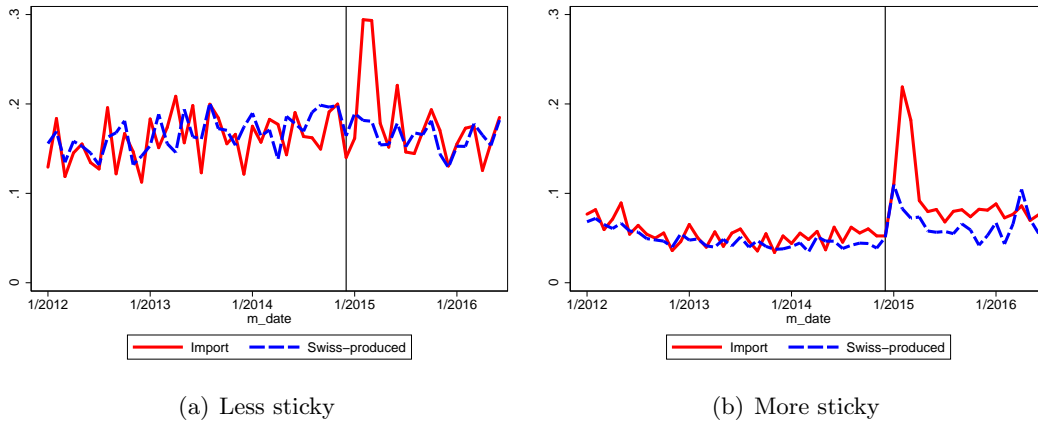 .3
.2
.1
0
1/2012 1/2013 1/2014 1/2015 1/2016
m_date
Import Swiss-produced
(a) Less sticky
.3
.2
.1
0
1/2012 1/2013 1/2014 1/2015 1/2016
m_date
Import Swiss-produced
(b) More sticky